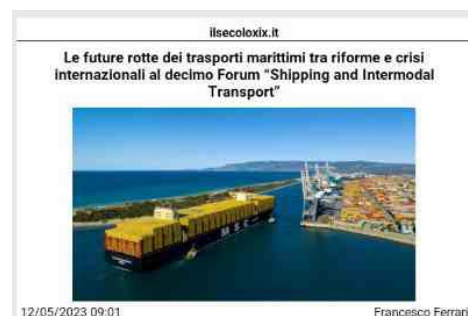 ilsecoloxix.it
Le future rotte dei trasporti marittimi tra riforme e crisi
internazionali al decimo Forum “Shipping and Intermodal
Transport”
MSC
12/05/2023 09:01
Francesco Ferrari